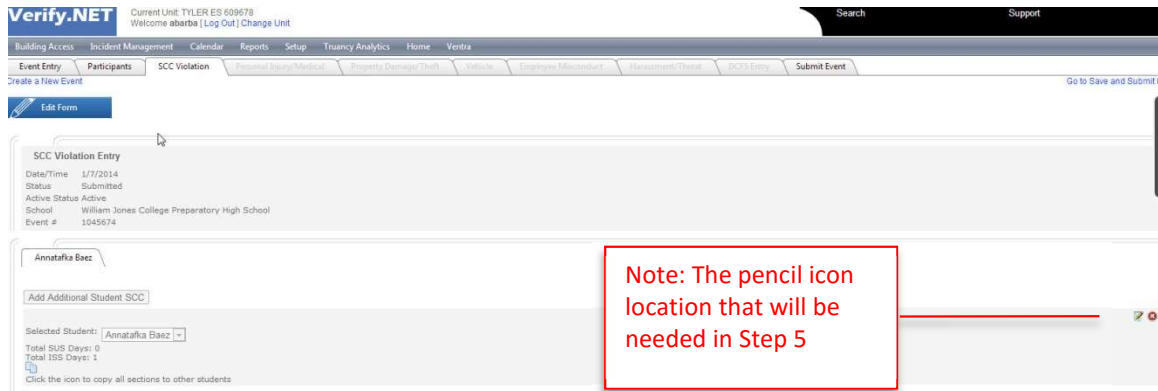 Verify.NET
Current Unit: TYLER ES 609678
Welcome abarba | Log Out | Change Unit
Search
Support
Building Access Incident Management Calendar Reports Setup Truancy Analytics Home Ventra
Event Entry Participants SCC Violation Personal Injury/Medical Property Damage/Theft Vehicle Employee Misconduct Harassment/Threat DCFS Entry Submit Event
Create a New Event
Go to Save and Submit
Edit Form
SCC Violation Entry
Date/Time 1/7/2014
Status Submitted
Active Status Active
School William Jones College Preparatory High School
Event # 1045674
Annatafka Baez
Add Additional Student SCC
Selected Student: Annatafka Baez
Total SUS Days: 0
Total ISS Days: 1
Click the icon to copy all sections to other students
Note: The pencil icon
location that will be
needed in Step 5